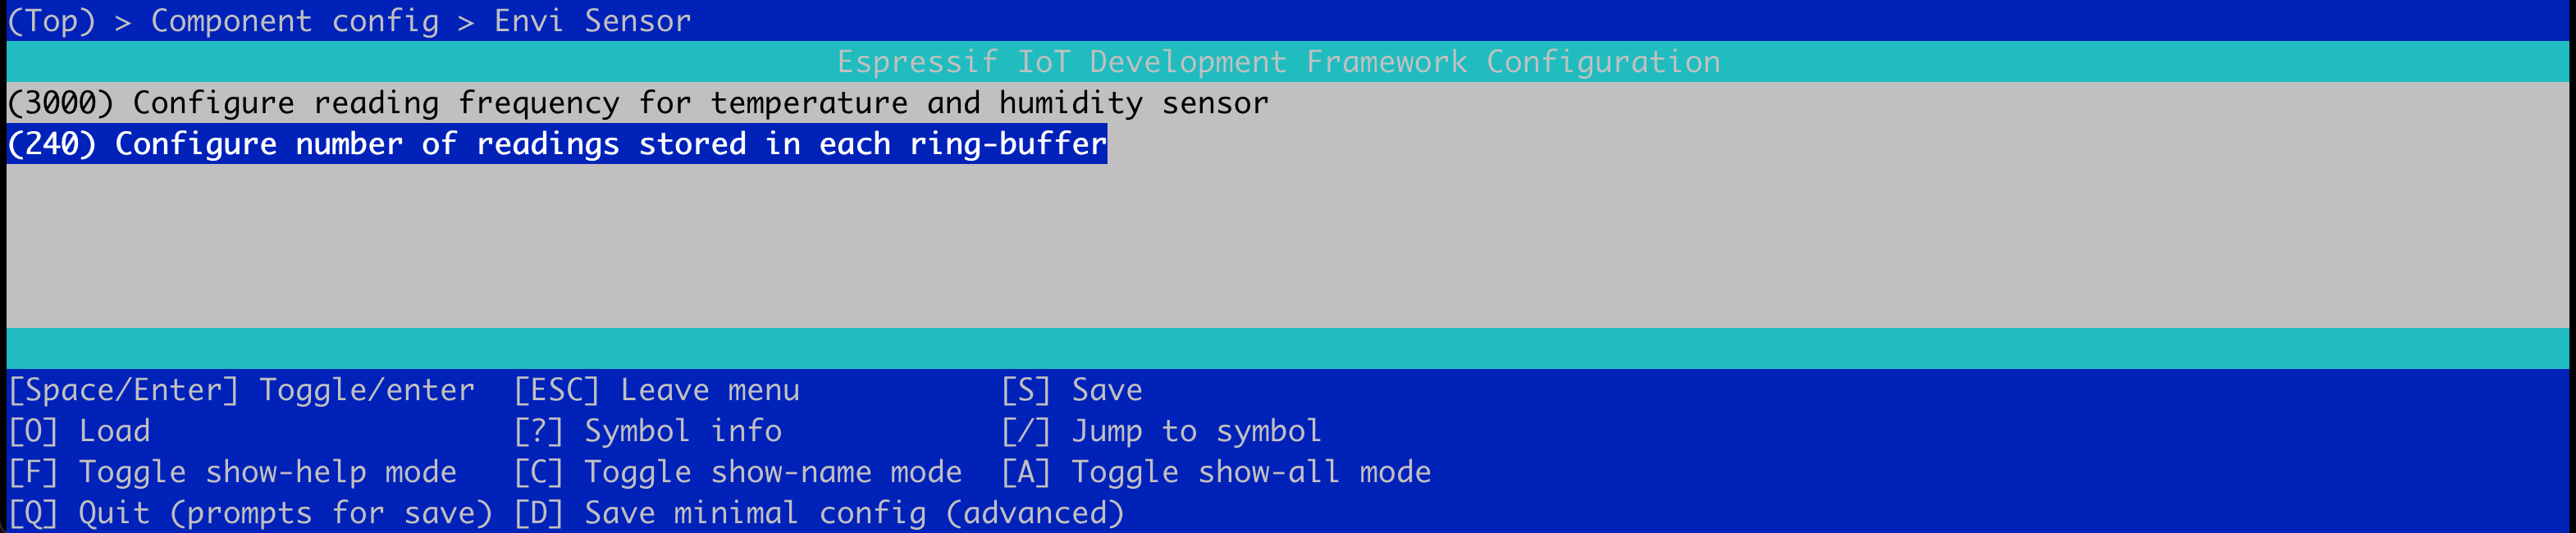 (Top) > Component config > Envi Sensor
Espressif IoT Development Framework Configuration
(3000) Configure reading frequency for temperature and humidity sensor
(240) Configure number of readings stored in each ring-buffer
[Space/Enter] Toggle/enter [ESC] Leave menu [S] Save
[O] Load [?] Symbol info [/] Jump to symbol
[F] Toggle show-help mode [C] Toggle show-name mode [A] Toggle show-all mode
[Q] Quit (prompts for save) [D] Save minimal config (advanced)